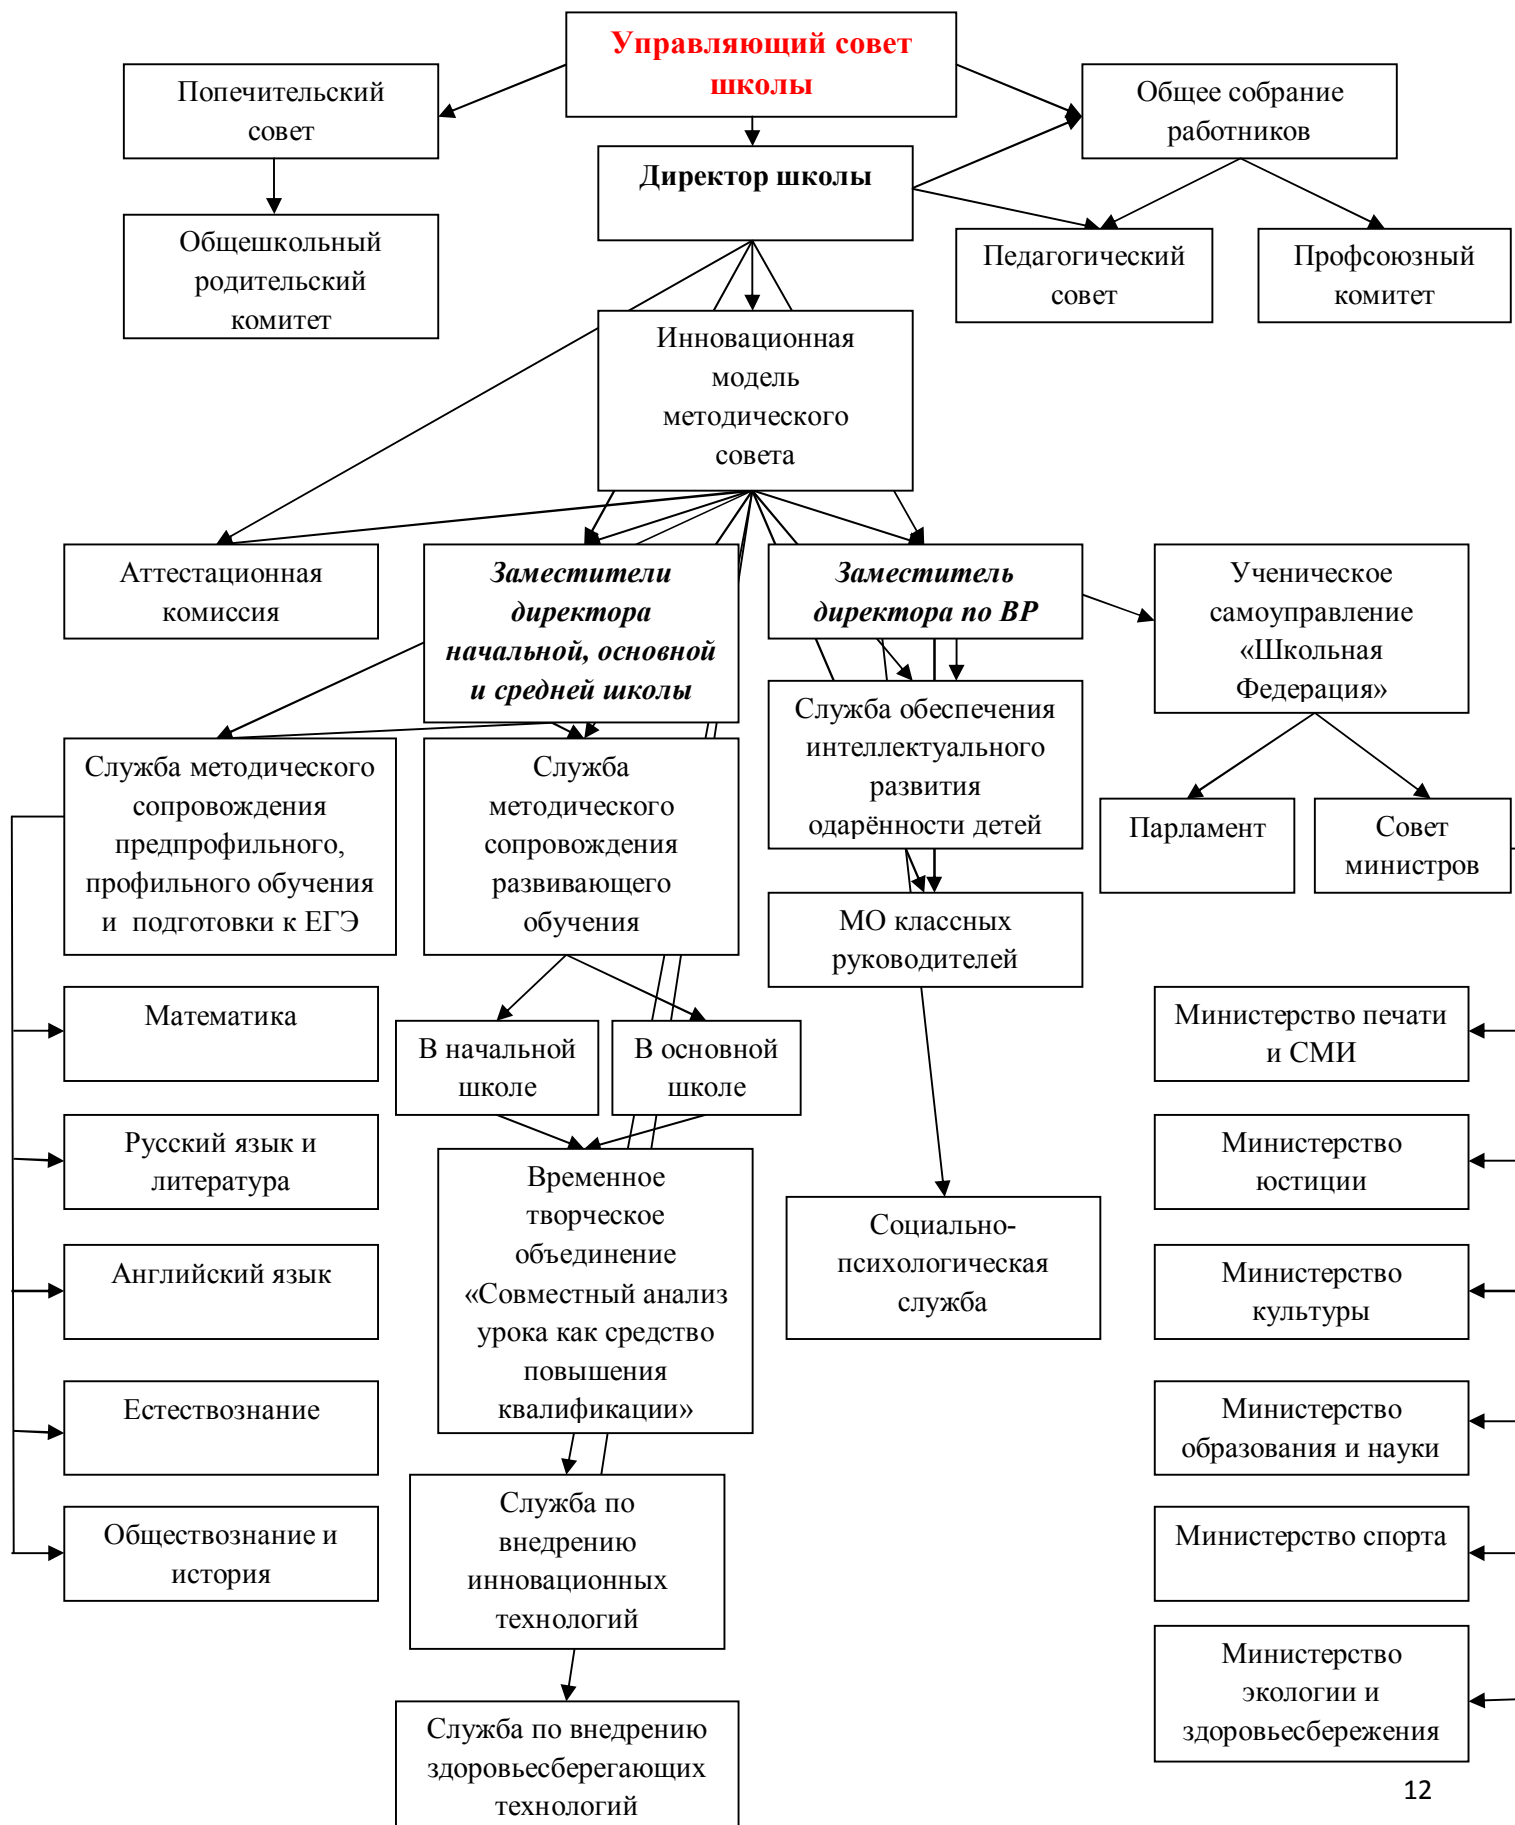 Управляющий совет
школы
Попечительский
совет
Общее собрание
работников
Директор школы
Общешкольный
родительский
комитет
Педагогический
совет
Профсоюзный
комитет
Инновационная
модель
методического
совета
Аттестационная
комиссия
Заместители
директора
начальной, основной
и средней школы
Заместитель
директора по ВР
Ученическое
самоуправление
«Школьная
Федерация»
Служба методического
сопровождения
предпрофильного,
профильного обучения
и подготовки к ЕГЭ
Служба
методического
сопровождения
развивающего
обучения
Служба обеспечения
интеллектуального
развития
одарённости детей
Парламент
Совет
министров
МО классных
руководителей
Математика
В начальной
школе
В основной
школе
Министерство печати
и СМИ
Русский язык и
литература
Временное
творческое
объединение
«Совместный анализ
урока как средство
повышения
квалификации»
Социально-
психологическая
служба
Министерство
юстиции
Английский язык
Министерство
культуры
Естествознание
Министерство
образования и науки
Обществознание и
история
Служба по
внедрению
инновационных
технологий
Министерство спорта
Министерство
экологии и
здоровьесбережения
Служба по внедрению
здоровьесберегающих
технологий
12